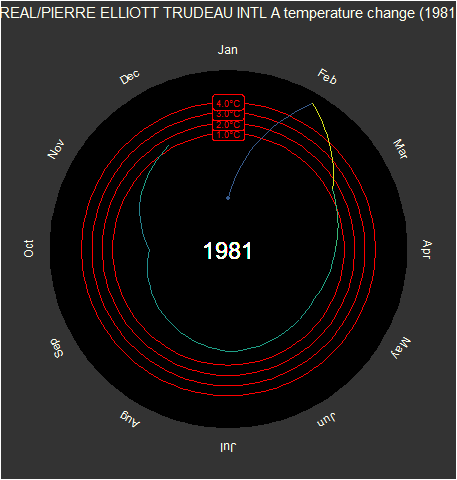 REAL/PIERRE ELLIOTT TRUDEAU INTL A temperature change (1981
Jan
Feb
Mar
Apr
May
Jun
Jul
Aug
Sep
Oct
Nov
Dec
4.0°C
3.0°C
2.0°C
1.0°C
1981